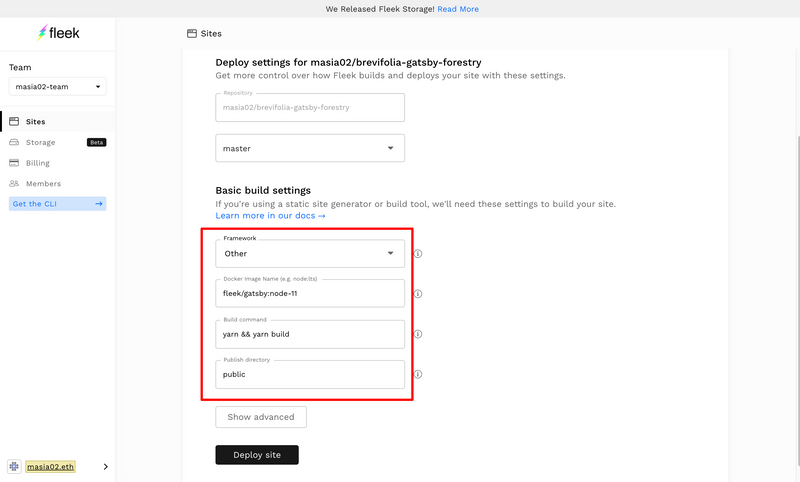 We Released Fleek Storage! Read More
fleek
Sites
Team
masia02-team
Sites
Storage
Beta
Billing
Members
Get the CLI →
masia02.eth
Deploy settings for masia02/brevifolia-gatsby-forestry
Get more control over how Fleek builds and deploys your site with these settings.
Repository
masia02/brevifolia-gatsby-forestry
master
Basic build settings
If you're using a static site generator or build tool, we'll need these settings to build your site.
Learn more in our docs →
Framework
Other
Docker Image Name (e.g. node:lts)
fleek/gatsby:node-11
Build command
yarn && yarn build
Publish directory
public
Show advanced
Deploy site